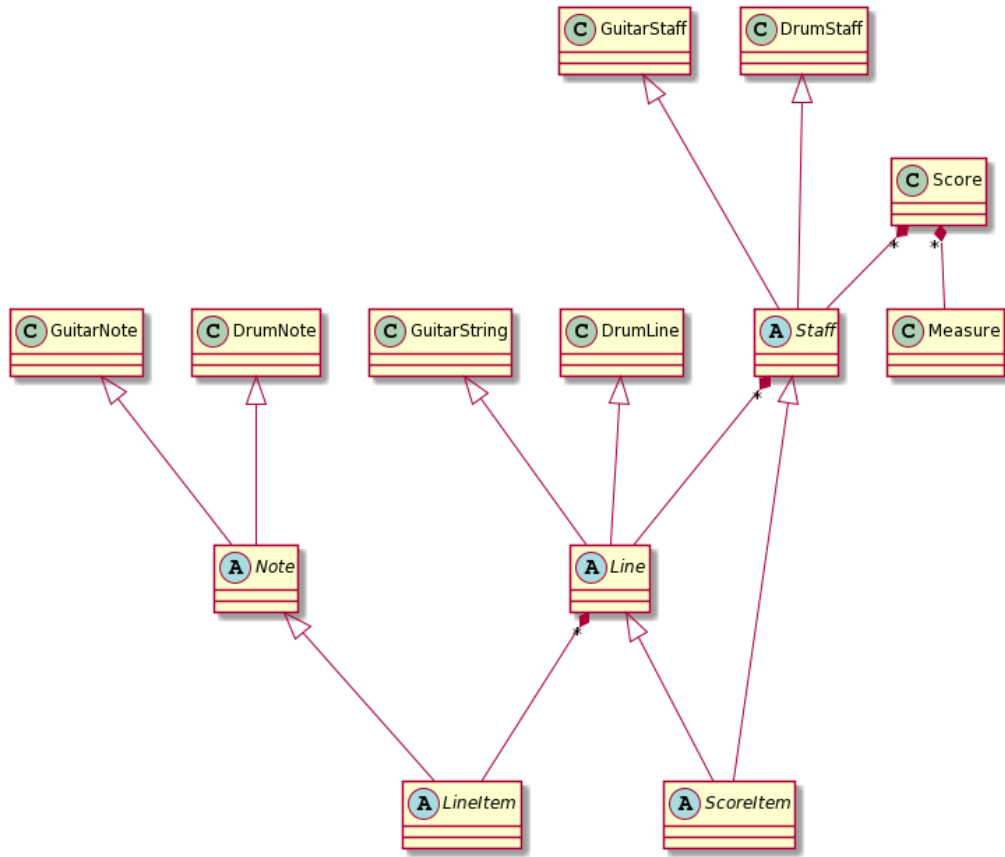 C GuitarStaff
C DrumStaff
C Score
*
*
C GuitarNote
C DrumNote
C GuitarString
C DrumLine
A Staff
C Measure
*
A Note
A Line
*
A LineItem
A ScoreItem